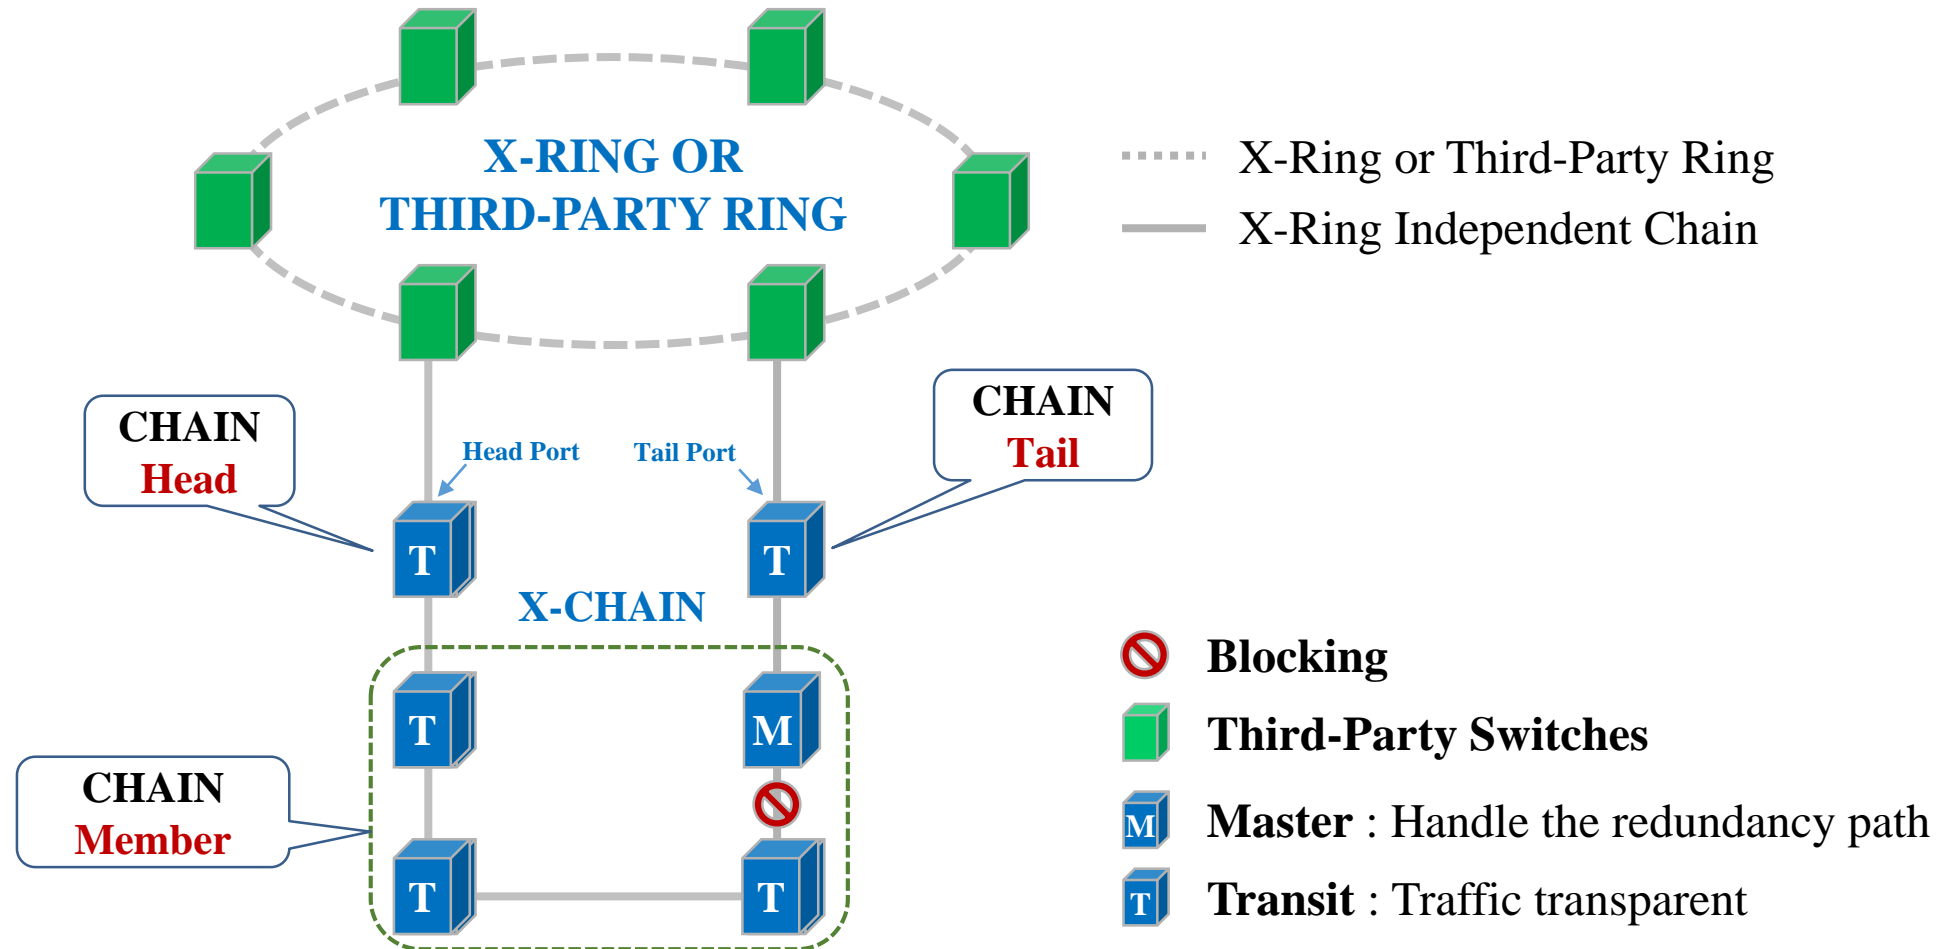 X-RING OR
THIRD-PARTY RING
X-Ring or Third-Party Ring
X-Ring Independent Chain
CHAIN
Head
Head Port
Tail Port
CHAIN
Tail
T
T
X-CHAIN
T
M
CHAIN
Member
T
T
Blocking
Third-Party Switches
M
Master : Handle the redundancy path
T
Transit : Traffic transparent